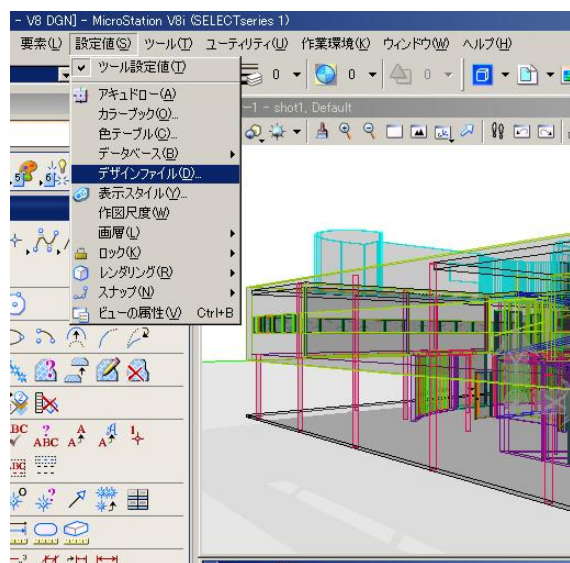 - V8 DGN] - MicroStation V8i (SELECTseries 1)
要素(L) 設定値(S) ツール(T) ユーティリティ(U) 作業環境(K) ウィンドウ(W) ヘルプ(H)
ツール設定値(T)
0 0 0
アキュドロー(A)
-1 - shot1, Default
カラーブック(O)...
色テーブル(C)...
データベース(B)
デザインファイル(D)...
表示スタイル(Y)...
作図尺度(W)
画層(L)
ロック(K)
レンダリング(R)
スナップ(N)
ビューの属性(V) Ctrl+B
ABC